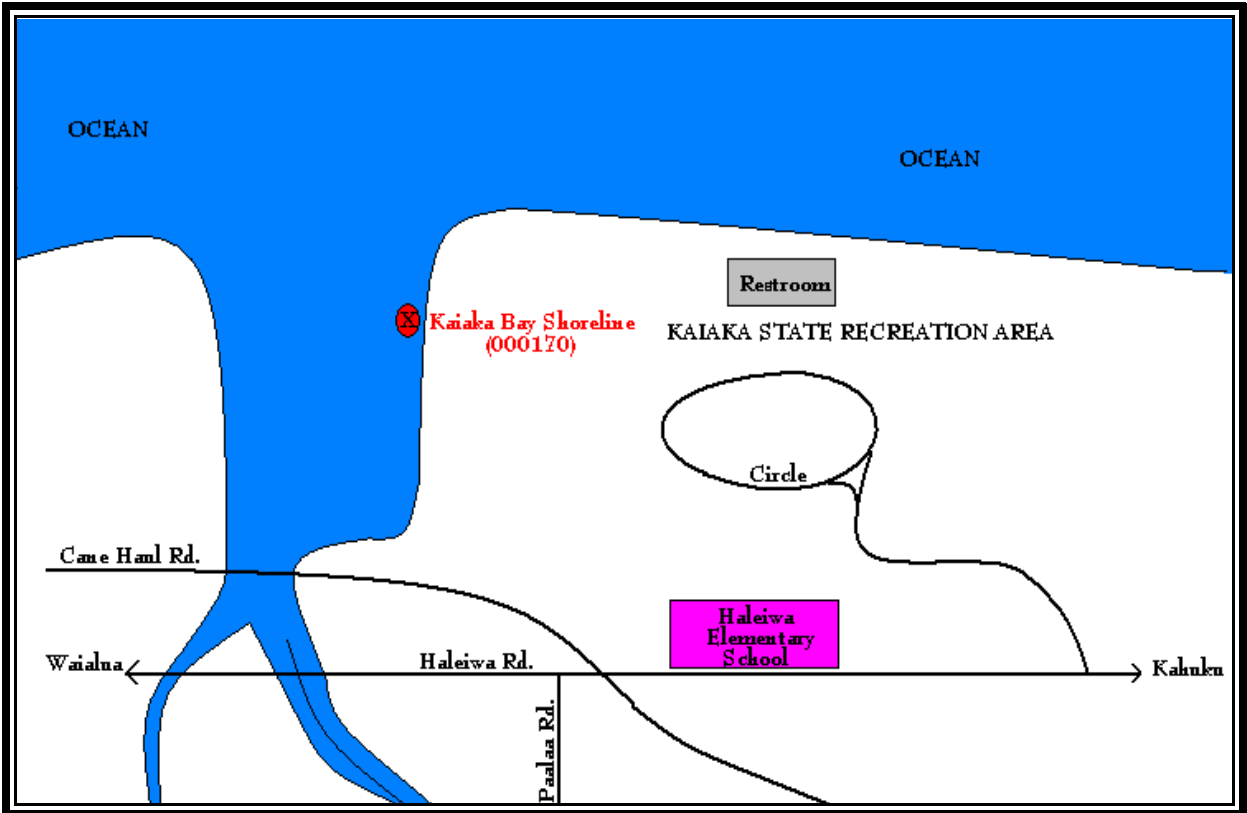 OCEAN
OCEAN
Restroom
X
Kaiaka Bay Shoreline
(000170)
KAIAKA STATE RECREATION AREA
Circle
Cane Haul Rd.
Haleiwa
Elementary
School
Waialua
Haleiwa Rd.
Kahuku
Paalaa Rd.